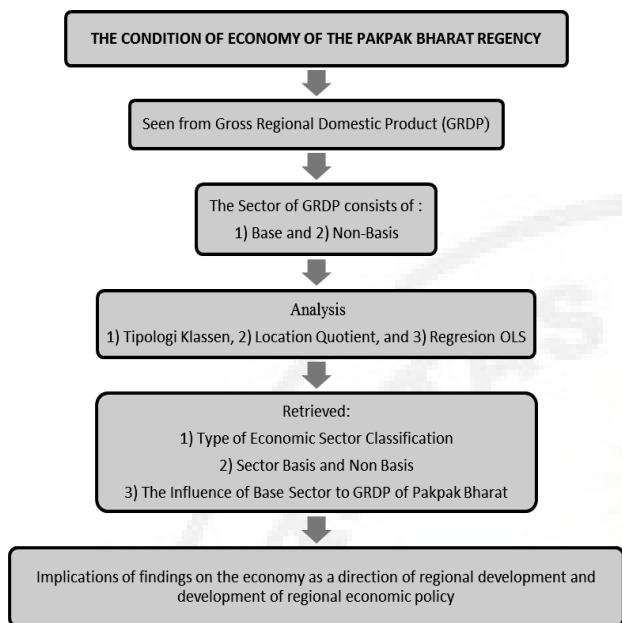 THE CONDITION OF ECONOMY OF THE PAKPAK BHARAT REGENCY
Seen from Gross Regional Domestic Product (GRDP)
The Sector of GRDP consists of :
1) Base and 2) Non-Basis
Analysis
1) Tipologi Klassen, 2) Location Quotient, and 3) Regresion OLS
Retrieved:
1) Type of Economic Sector Classification
2) Sector Basis and Non Basis
3) The Influence of Base Sector to GRDP of Pakpak Bharat
Implications of findings on the economy as a direction of regional development and
development of regional economic policy